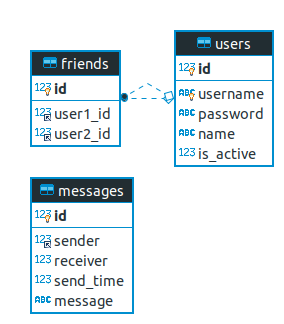 friends
123 id
123 user1_id
123 user2_id
users
123 id
ABC username
ABC password
ABC name
123 is_active
messages
123 id
123 sender
123 receiver
123 send_time
ABC message